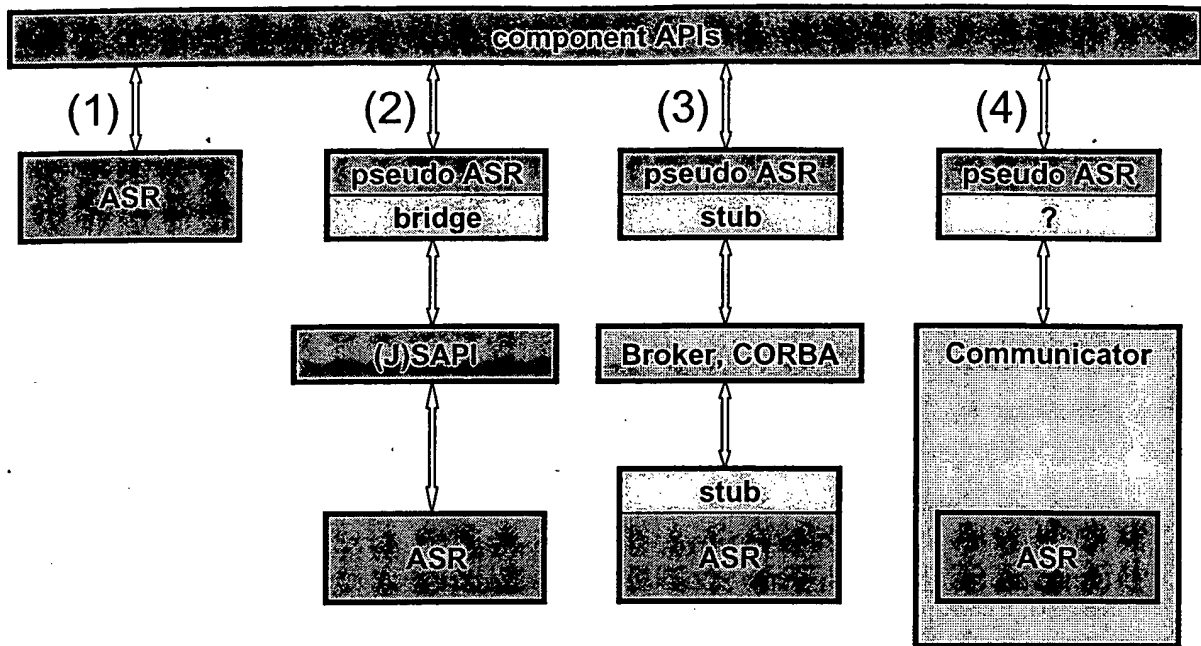 component APIs
(1)
(2)
(3)
(4)
ASR
pseudo ASR
bridge
pseudo ASR
stub
pseudo ASR
?
(J)SAPI
Broker, CORBA
Communicator
stub
ASR
ASR
ASR